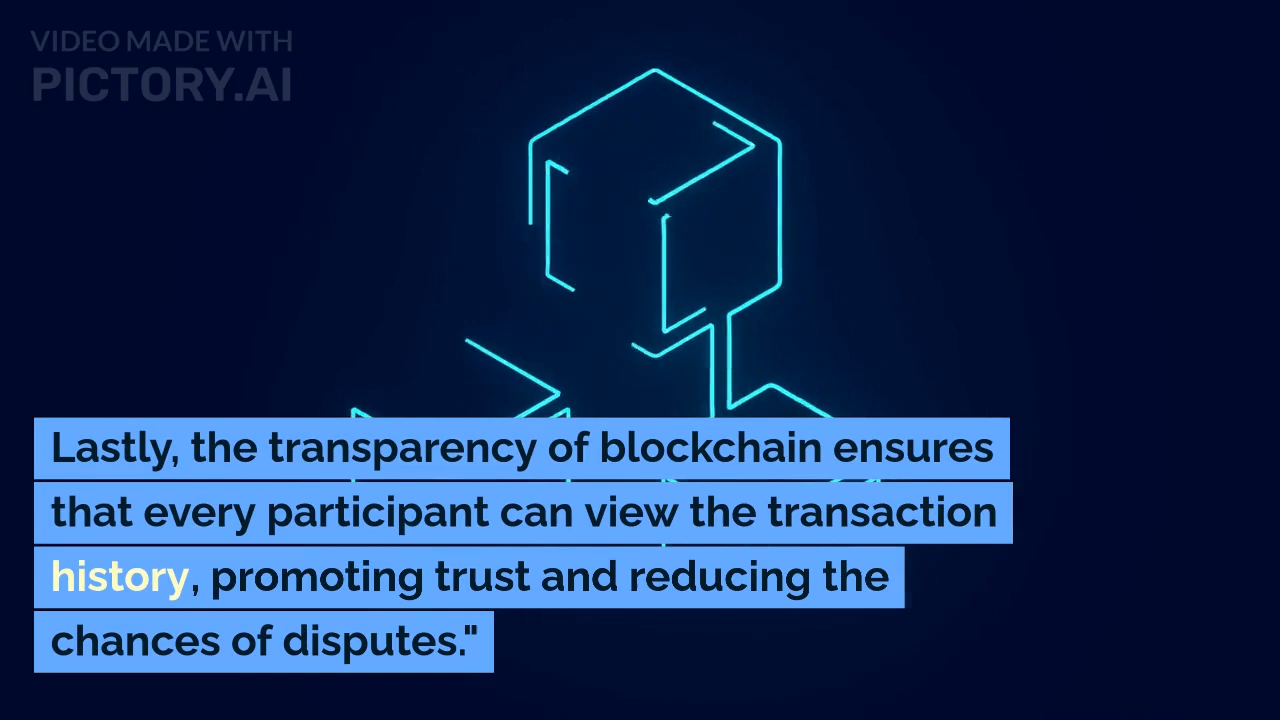 VIDEO MADE WITH
PICTORY.AI
Lastly, the transparency of blockchain ensures
that every participant can view the transaction
history, promoting trust and reducing the
chances of disputes."